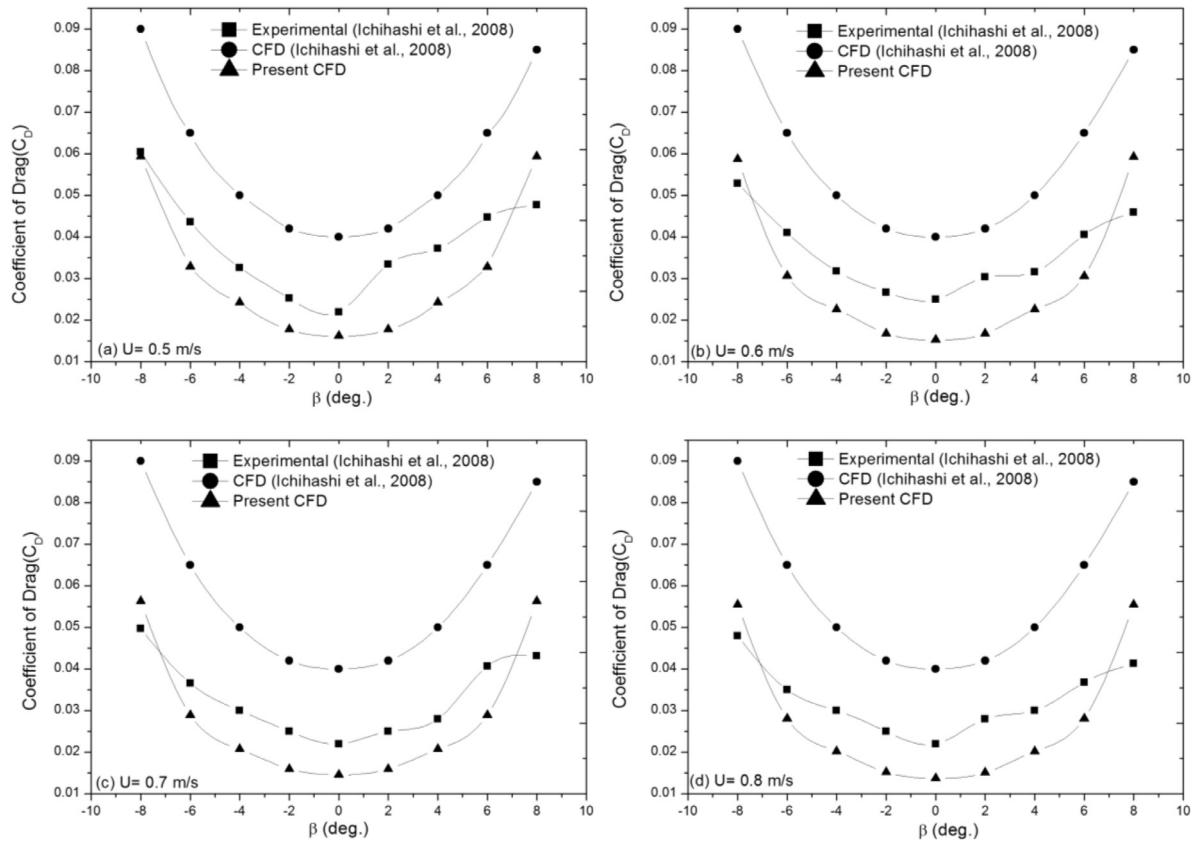 Experimental (Ichihashi et al., 2008)
CFD (Ichihashi et al., 2008)
Present CFD
Coefficient of Drag(C_D)
0.09
0.08
0.07
0.06
0.05
0.04
0.03
0.02
0.01
(a) U= 0.5 m/s
-10 -8 -6 -4 -2 0 2 4 6 8 10
β (deg.)
Experimental (Ichihashi et al., 2008)
CFD (Ichihashi et al., 2008)
Present CFD
Coefficient of Drag(C_D)
0.09
0.08
0.07
0.06
0.05
0.04
0.03
0.02
0.01
(b) U= 0.6 m/s
-10 -8 -6 -4 -2 0 2 4 6 8 10
β (deg.)
Experimental (Ichihashi et al., 2008)
CFD (Ichihashi et al., 2008)
Present CFD
Coefficient of Drag(C_D)
0.09
0.08
0.07
0.06
0.05
0.04
0.03
0.02
0.01
(c) U= 0.7 m/s
-10 -8 -6 -4 -2 0 2 4 6 8 10
β (deg.)
Experimental (Ichihashi et al., 2008)
CFD (Ichihashi et al., 2008)
Present CFD
Coefficient of Drag(C_D)
0.09
0.08
0.07
0.06
0.05
0.04
0.03
0.02
0.01
(d) U= 0.8 m/s
-10 -8 -6 -4 -2 0 2 4 6 8 10
β (deg.)